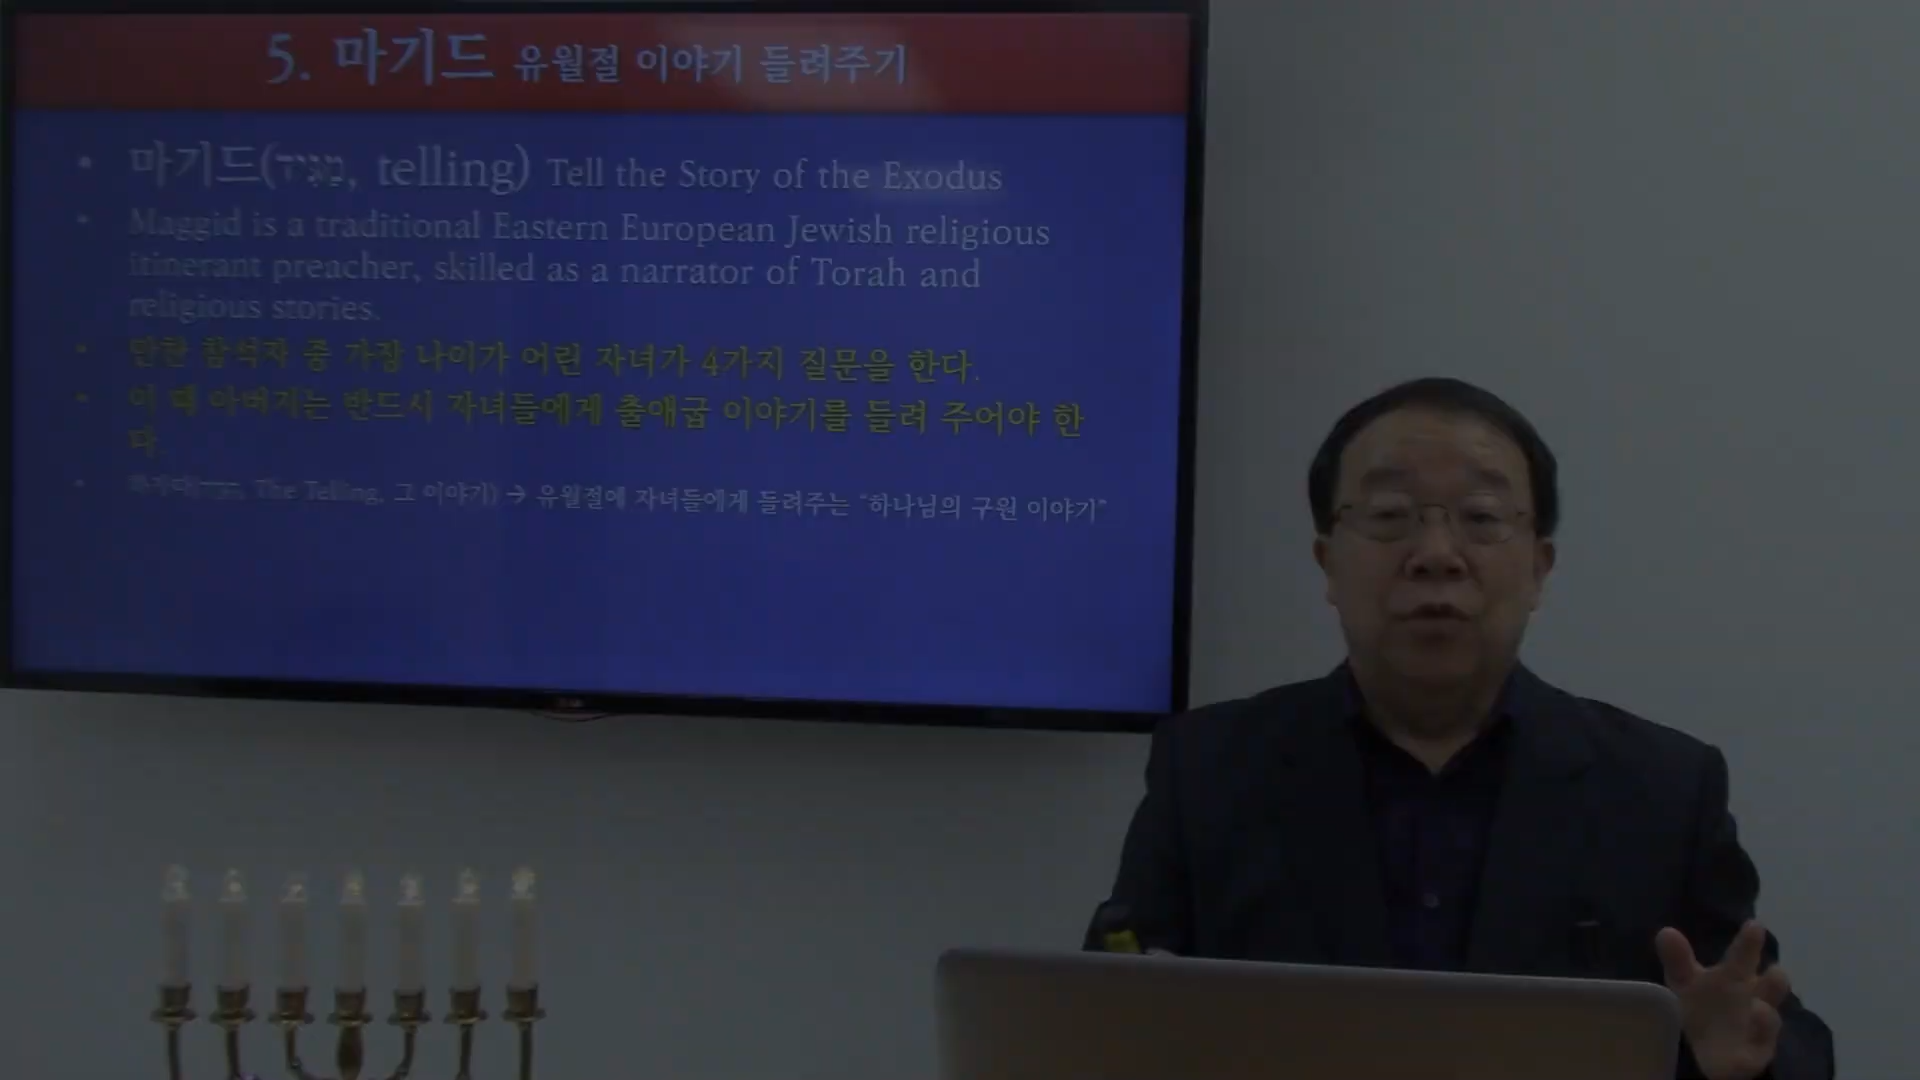 5. 마기드 유월절 이야기 들려주기
• 마기드(מגיד, telling) Tell the Story of the Exodus
• Maggid is a traditional Eastern European Jewish religious
itinerant preacher, skilled as a narrator of Torah and
religious stories.
• 만찬 참석자 중 가장 나이가 어린 자녀가 4가지 질문을 한다.
• 이 때 아버지는 반드시 자녀들에게 출애굽 이야기를 들려 주어야 한
다.
• The Telling, 그 이야기) → 유월절에 자녀들에게 들려주는 “하나님의 구원 이야기”